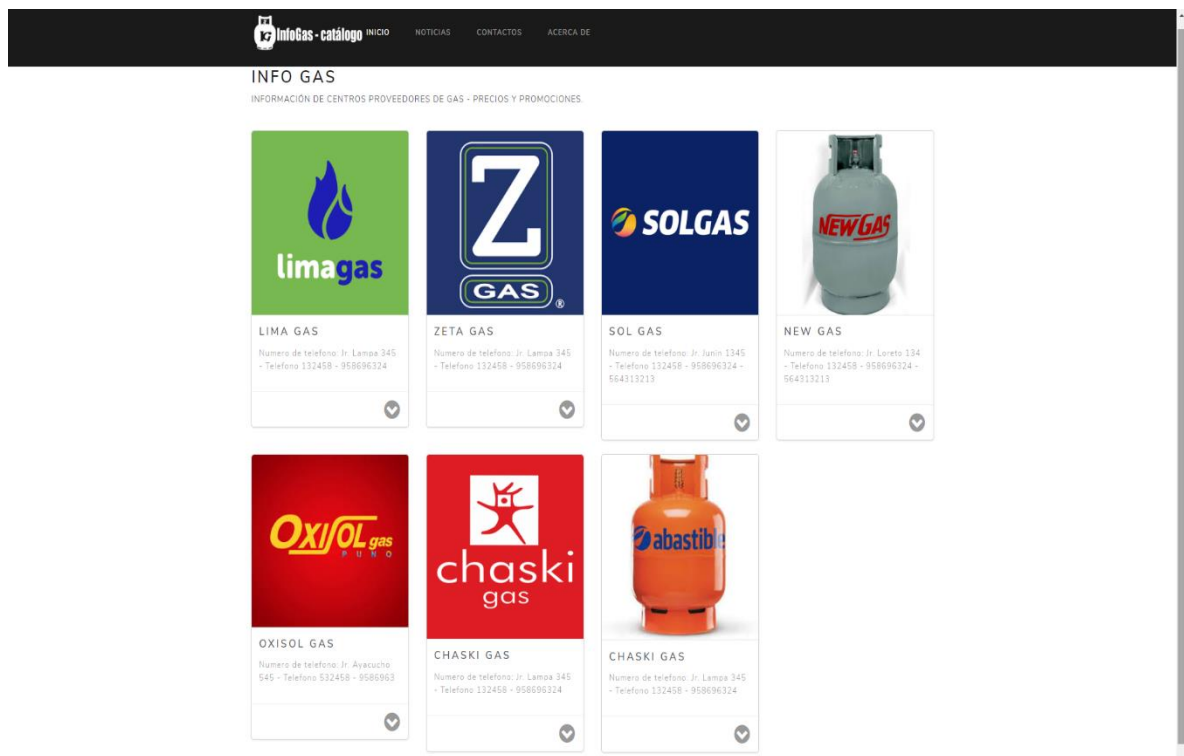 InfoGas - catálogo INICIO NOTICIAS CONTACTOS ACERCA DE
INFO GAS
INFORMACIÓN DE CENTROS PROVEEDORES DE GAS - PRECIOS Y PROMOCIONES.
limagas
LIMA GAS
Numero de telefono: Jr. Lampa 345
- Telefono 132458 - 958696324
Z
GAS ®
ZETA GAS
Numero de telefono: Jr. Lampa 345
- Telefono 132458 - 958696324
SOLGAS
SOL GAS
Numero de telefono: Jr. Junin 1345
- Telefono 132458 - 958696324 -
564313213
NEWGAS
NEW GAS
Numero de telefono: Jr. Loreto 134
- Telefono 132458 - 958696324 -
564313213
OXISOL gas
PUNO
OXISOL GAS
Numero de telefono: Jr. Ayacucho
545 - Telefono 532458 - 9586963
chaski
gas
CHASKI GAS
Numero de telefono: Jr. Lampa 345
- Telefono 132458 - 958696324
abastible
CHASKI GAS
Numero de telefono: Jr. Lampa 345
- Telefono 132458 - 958696324